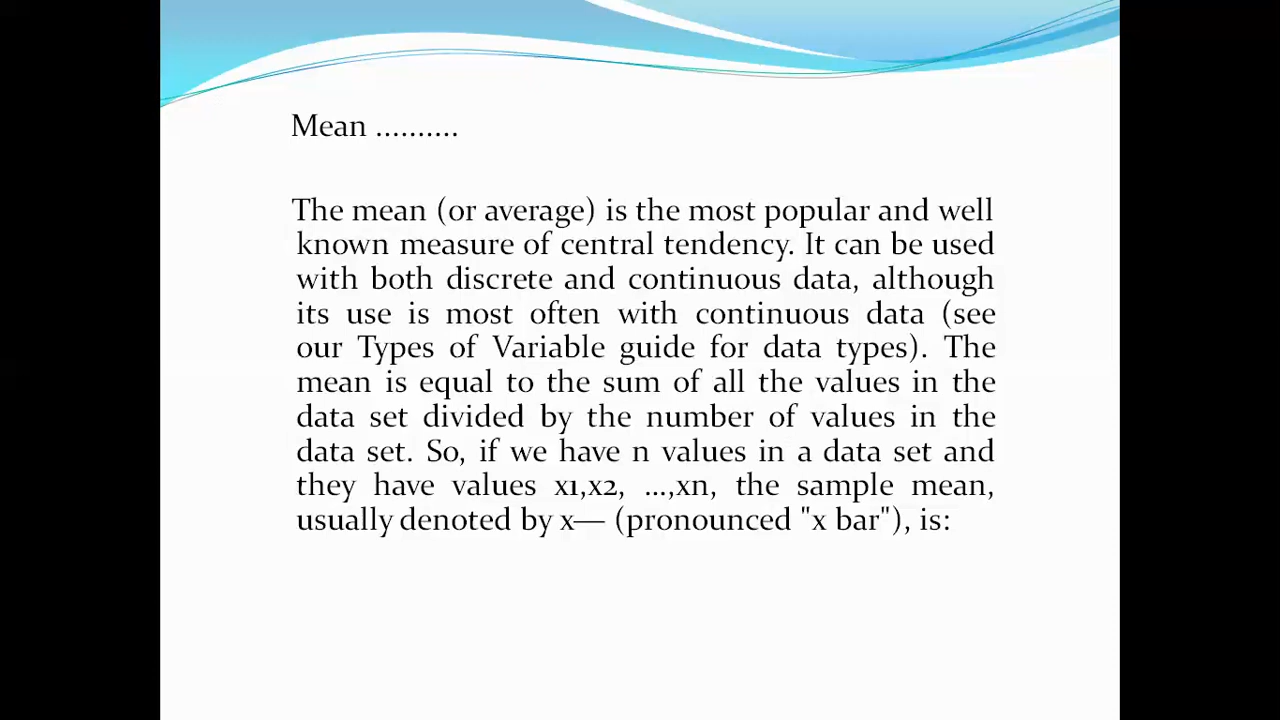 Mean ..........
The mean (or average) is the most popular and well
known measure of central tendency. It can be used
with both discrete and continuous data, although
its use is most often with continuous data (see
our Types of Variable guide for data types). The
mean is equal to the sum of all the values in the
data set divided by the number of values in the
data set. So, if we have n values in a data set and
they have values x1,x2, ...,xn, the sample mean,
usually denoted by x— (pronounced "x bar"), is: